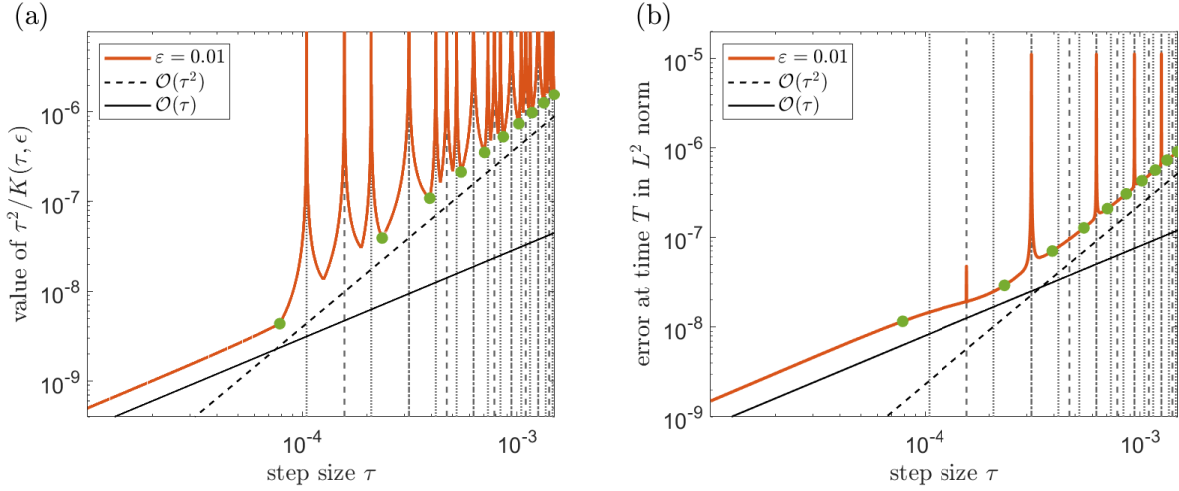 (a)
ε = 0.01
O(τ²)
O(τ)
value of τ²/K(τ, ϵ)
10⁻⁶
10⁻⁷
10⁻⁸
10⁻⁹
10⁻⁴
10⁻³
step size τ
(b)
ε = 0.01
O(τ²)
O(τ)
error at time T in L² norm
10⁻⁵
10⁻⁶
10⁻⁷
10⁻⁸
10⁻⁹
10⁻⁴
10⁻³
step size τ